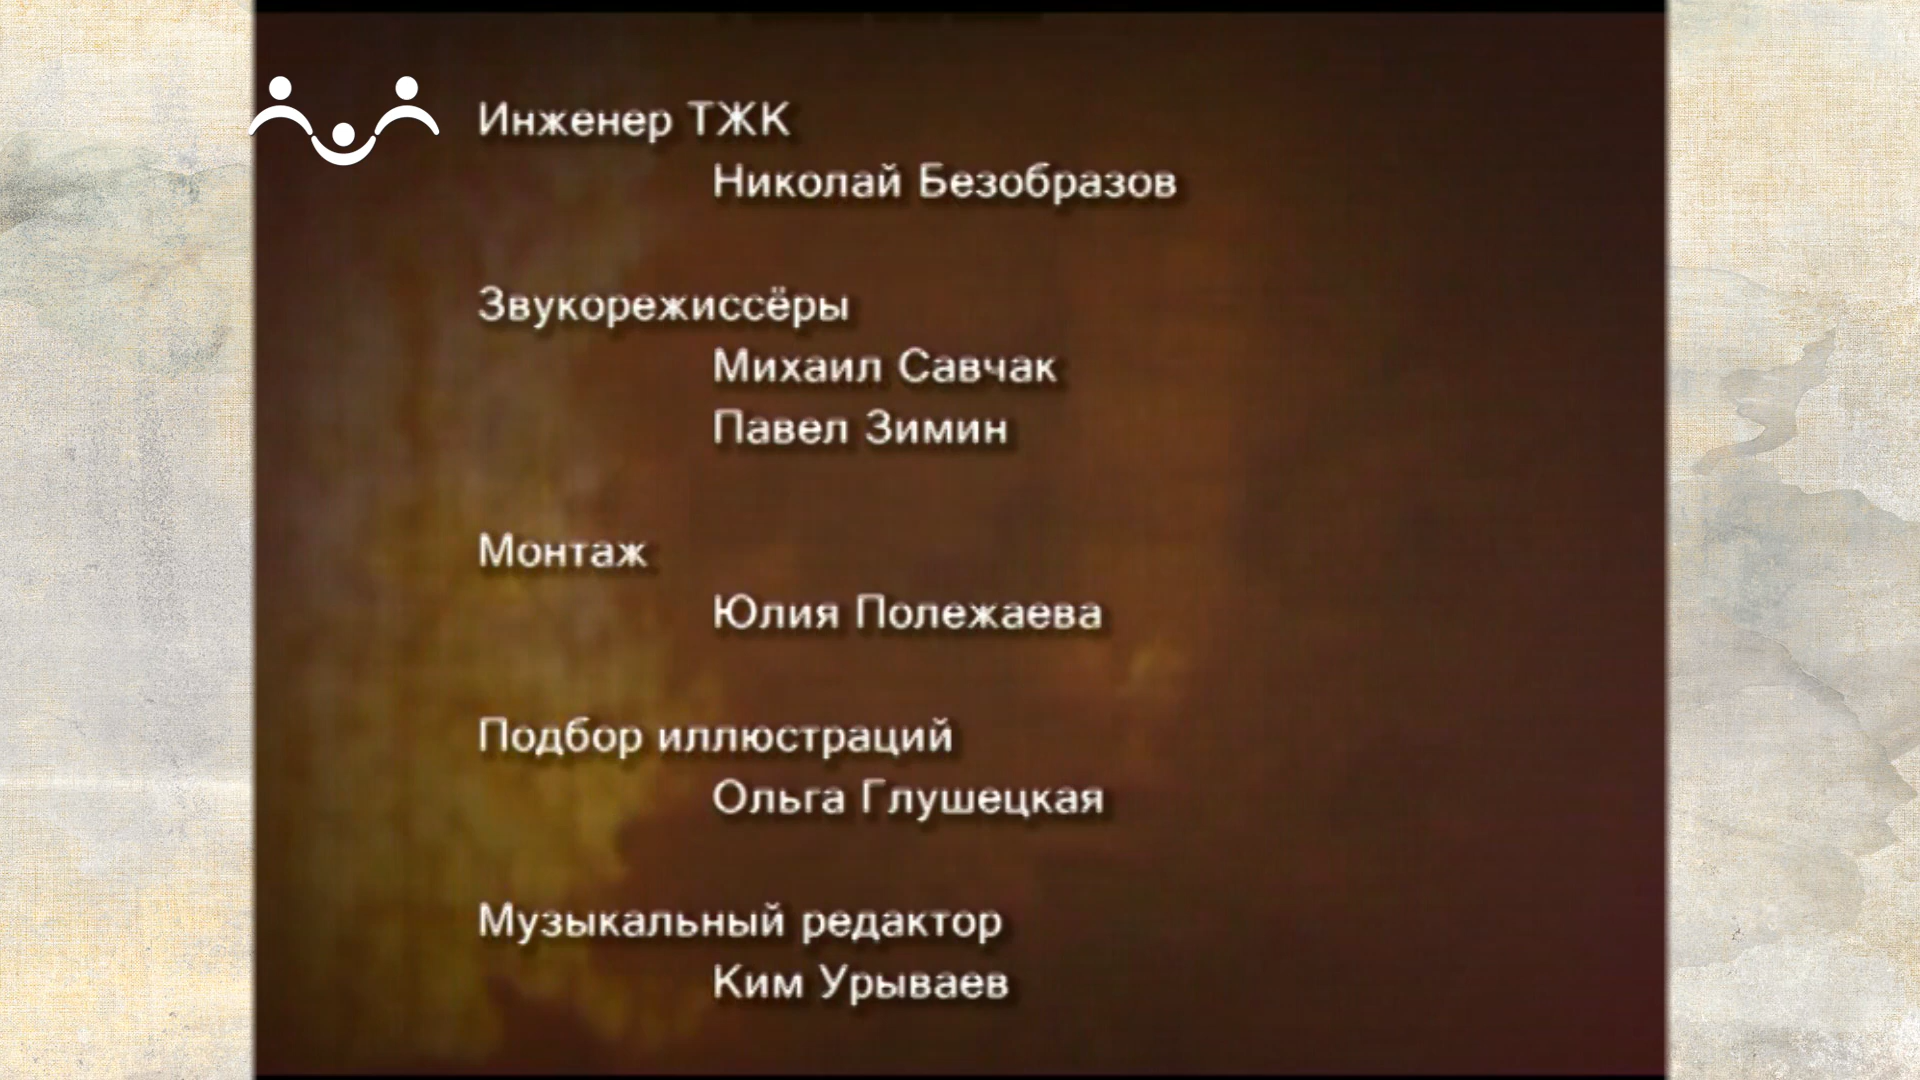 Инженер ТЖК
Николай Безобразов
Звукорежиссёры
Михаил Савчак
Павел Зимин
Монтаж
Юлия Полежаева
Подбор иллюстраций
Ольга Глушецкая
Музыкальный редактор
Ким Урываев